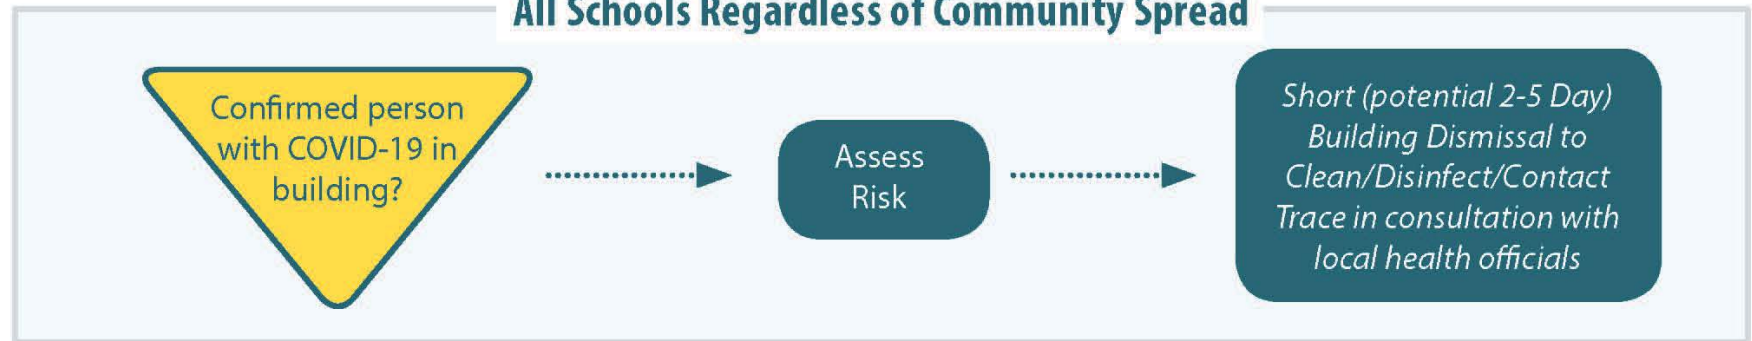 All Schools Regardless of Community Spread
Confirmed person
with COVID-19 in
building?
Assess
Risk
Short (potential 2-5 Day)
Building Dismissal to
Clean/Disinfect/Contact
Trace in consultation with
local health officials